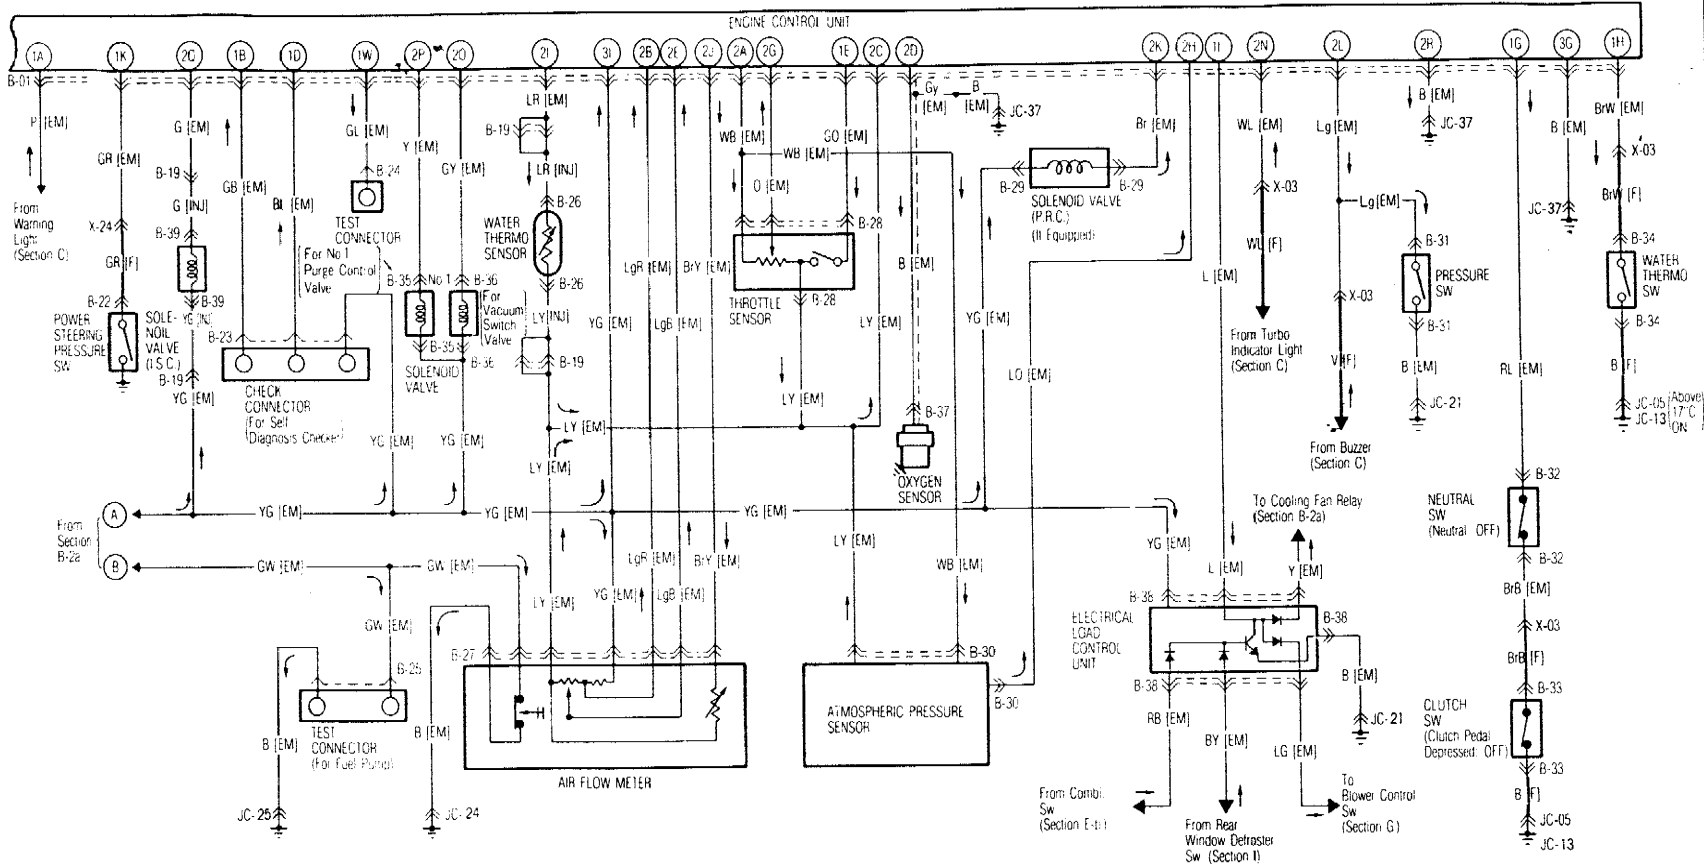 ENGINE CONTROL UNIT
1A 1K 2Q 1B 1D 1W 2P 2O 2I 3I 2B 2E 2J 2A 2G 1E 2C 2D 2K 2H 1I 2N 2L 2R 1G 3G 1H
B-01
P [EM]
From
Warning
Light
(Section C)
GR [EM]
X-24
GR [F]
B-22
POWER
STEERING
PRESSURE
SW
G [EM]
B-19
G [INJ]
B-39
B-39
YG [INJ]
SOLE-
NOIL
VALVE
(I.S.C.)
B-19
YG [EM]
GB [EM]
BL [EM]
B-23
CHECK
CONNECTOR
(For Self
Diagnosis Checker)
GL [EM]
B-24
TEST
CONNECTOR
(For No 1
Purge Control
Valve
YG [EM]
Y [EM]
GY [EM]
B-35
No 1
B-36
(For
Vacuum
Switch
Valve
B-35
B-36
SOLENOID
VALVE
YG [EM]
LR [EM]
B-19
LR [INJ]
B-26
WATER
THERMO
SENSOR
B-26
LY [INJ]
B-19
LY [EM]
LY [EM]
LY [EM]
YG [EM]
YG [EM]
LgR [EM]
LgB [EM]
BrY [EM]
LgR [EM]
LgB [EM]
BrY [EM]
WB [EM]
WB [EM]
O [EM]
GO [EM]
B-28
THROTTLE
SENSOR
B-28
LY [EM]
LY [EM]
LY [EM]
WB [EM]
Gy
[EM]
B
[EM]
JC-37
B [EM]
B-37
OXYGEN
SENSOR
YG [EM]
B-29
B-29
SOLENOID VALVE
(P.R.C.)
(If Equipped)
Br [EM]
LO [EM]
L [EM]
L [EM]
WL [EM]
X-03
WL [F]
From Turbo
Indicator Light
(Section C)
Lg [EM]
Lg [EM]
X-03
V [F]
From Buzzer
(Section C)
B-31
PRESSURE
SW
B-31
B [EM]
JC-21
B [EM]
JC-37
RL [EM]
B-32
NEUTRAL
SW
(Neutral OFF)
B-32
BrB [EM]
X-03
BrB [F]
B-33
CLUTCH
SW
(Clutch Pedal
Depressed: OFF)
B-33
B [F]
JC-05
JC-13
B [EM]
JC-37
BrW [EM]
X-03
BrW [F]
B-34
WATER
THERMO
SW
B-34
B [F]
JC-05
JC-13
(Above
17°C
ON
A
YG [EM]
YG [EM]
YG [EM]
From
Section
B-2a
B
GW [EM]
GW [EM]
GW [EM]
B-25
TEST
CONNECTOR
(For Fuel Pump)
B [EM]
JC-25
B [EM]
JC-24
B-27
AIR FLOW METER
B-30
ATMOSPHERIC PRESSURE
SENSOR
B-30
YG [EM]
To Cooling Fan Relay
(Section B-2a)
Y [EM]
B-38
ELECTRICAL
LOAD
CONTROL
UNIT
B-38
B [EM]
JC-21
B-38
RB [EM]
BY [EM]
LG [EM]
From Combi.
Sw
From Rear
Window Defroster
Sw (Section I)
To
Blower Control
Sw
(Section G)